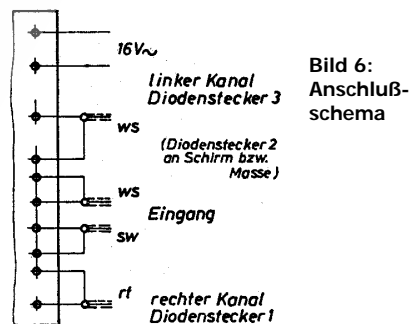 16V~
linker Kanal
Diodenstecker 3
ws
(Diodenstecker 2
an Schirm bzw.
Masse)
ws
Eingang
sw
rt
rechter Kanal
Diodenstecker 1
Bild 6:
Anschluß-
schema